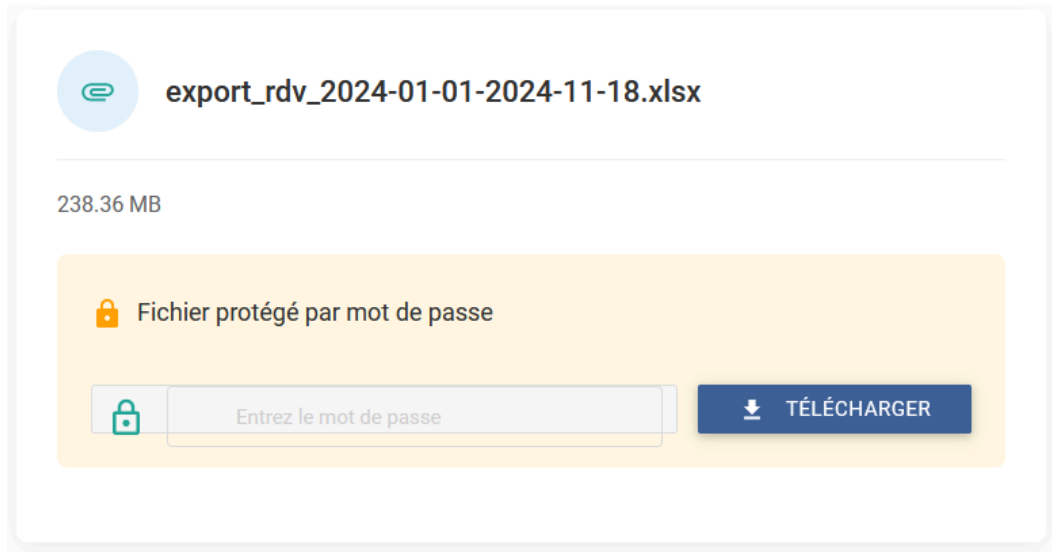 export_rdv_2024-01-01-2024-11-18.xlsx
238.36 MB
Fichier protégé par mot de passe
Entrez le mot de passe
TÉLÉCHARGER